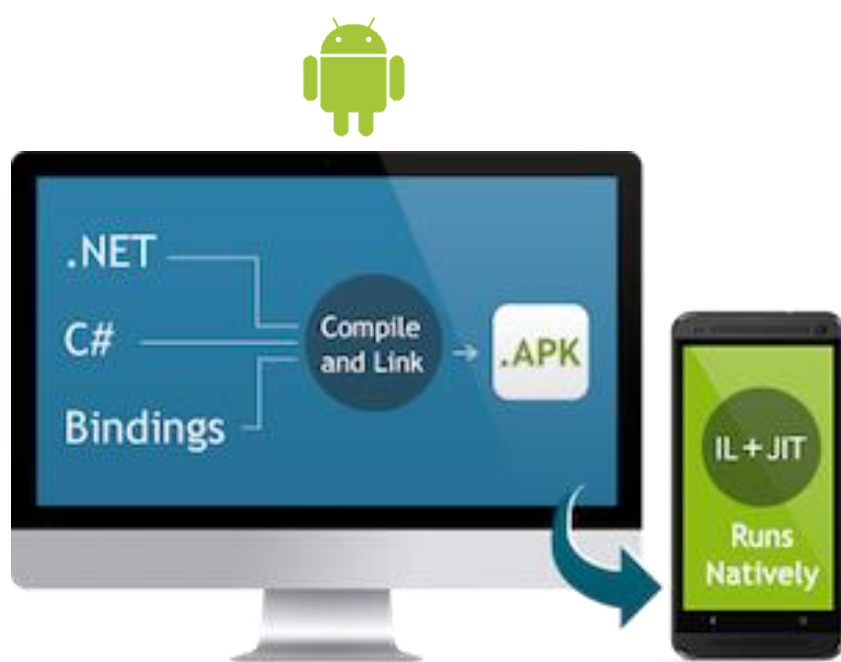 .NET
C#
Bindings
Compile
and Link
.APK
IL+JIT
Runs
Natively